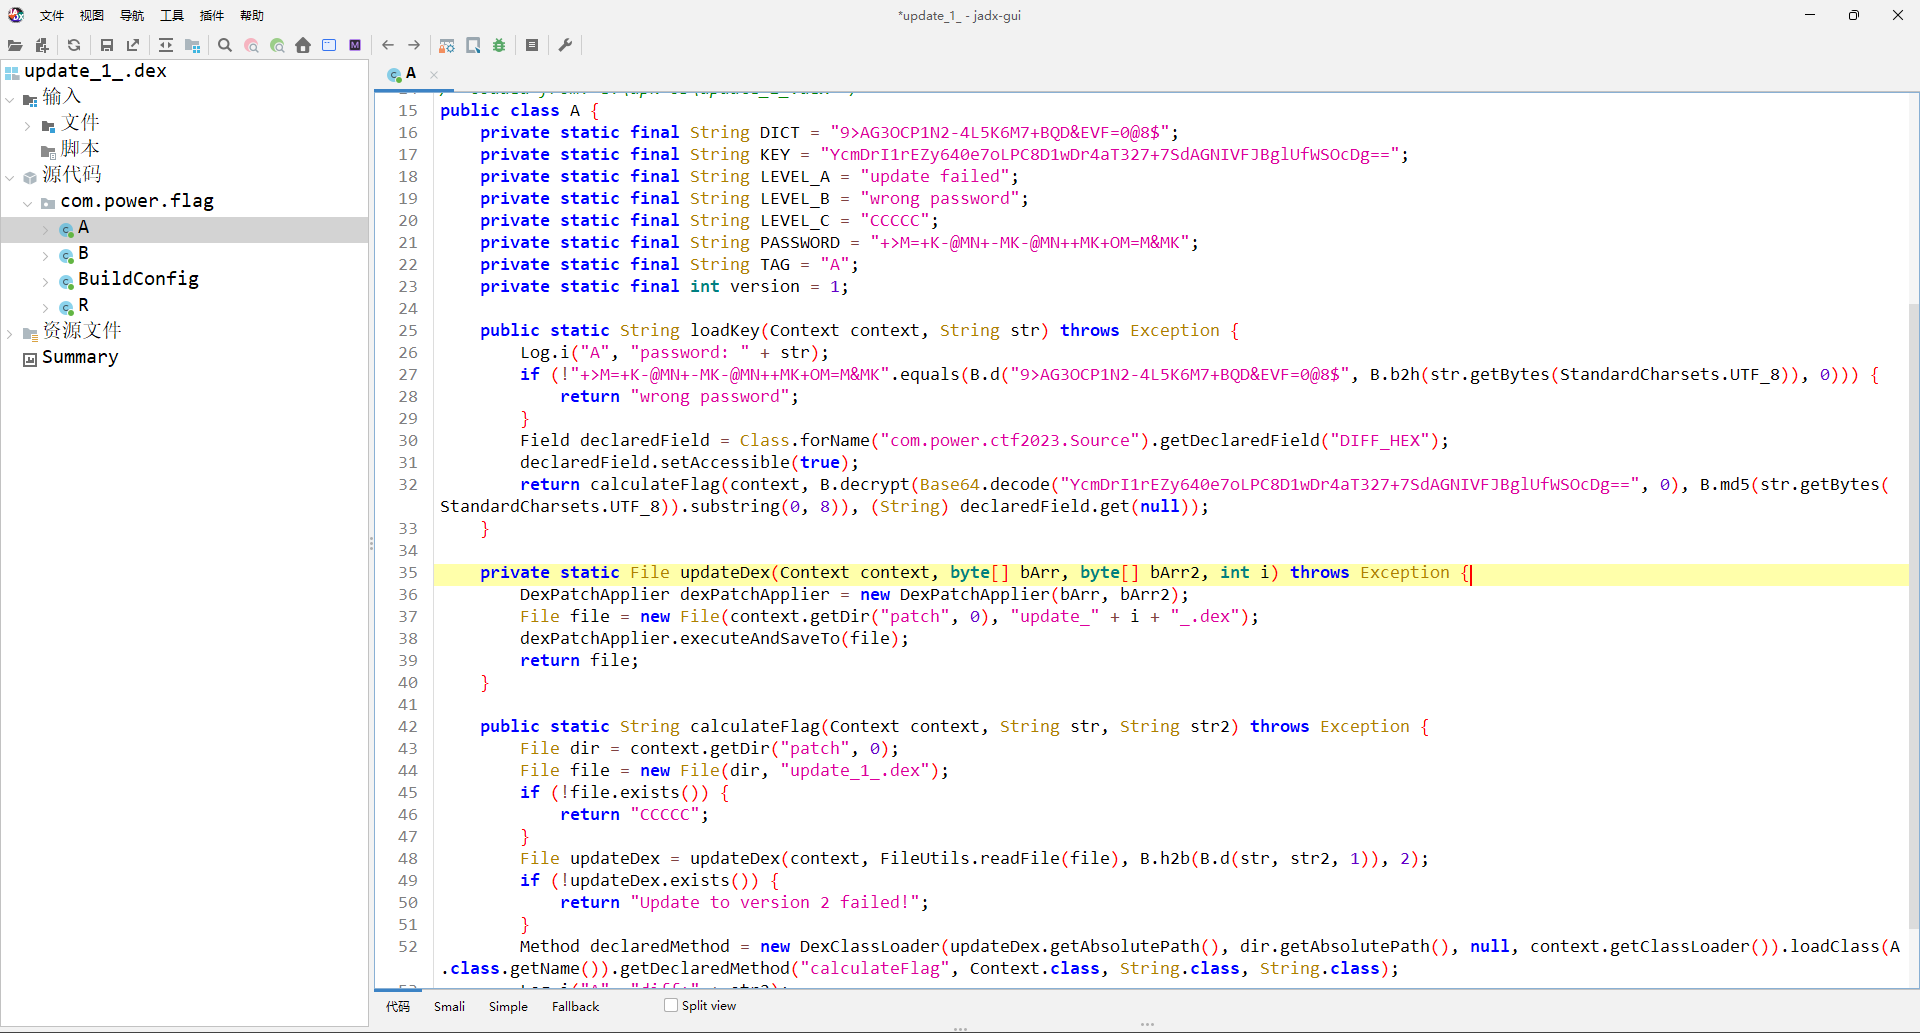 文件 视图 导航 工具 插件 帮助
*update_1_ - jadx-gui
update_1_.dex
输入
文件
脚本
源代码
com.power.flag
A
B
BuildConfig
R
资源文件
Summary
A
15 public class A {
16 private static final String DICT = "9>AG3OCP1N2-4L5K6M7+BQD&EVF=0@8$";
17 private static final String KEY = "YcmDrI1rEZy640e7oLPC8D1wDr4aT327+7SdAGNIVFJBglUfWSOcDg==";
18 private static final String LEVEL_A = "update failed";
19 private static final String LEVEL_B = "wrong password";
20 private static final String LEVEL_C = "CCCCC";
21 private static final String PASSWORD = "+>M=+K-@MN+-MK-@MN++MK+OM=M&MK";
22 private static final String TAG = "A";
23 private static final int version = 1;
24
25 public static String loadKey(Context context, String str) throws Exception {
26 Log.i("A", "password: " + str);
27 if (!"+>M=+K-@MN+-MK-@MN++MK+OM=M&MK".equals(B.d("9>AG3OCP1N2-4L5K6M7+BQD&EVF=0@8$", B.b2h(str.getBytes(StandardCharsets.UTF_8)), 0))) {
28 return "wrong password";
29 }
30 Field declaredField = Class.forName("com.power.ctf2023.Source").getDeclaredField("DIFF_HEX");
31 declaredField.setAccessible(true);
32 return calculateFlag(context, B.decrypt(Base64.decode("YcmDrI1rEZy640e7oLPC8D1wDr4aT327+7SdAGNIVFJBglUfWSOcDg==", 0), B.md5(str.getBytes(
StandardCharsets.UTF_8)).substring(0, 8)), (String) declaredField.get(null));
33 }
34
35 private static File updateDex(Context context, byte[] bArr, byte[] bArr2, int i) throws Exception {
36 DexPatchApplier dexPatchApplier = new DexPatchApplier(bArr, bArr2);
37 File file = new File(context.getDir("patch", 0), "update_" + i + "_.dex");
38 dexPatchApplier.executeAndSaveTo(file);
39 return file;
40 }
41
42 public static String calculateFlag(Context context, String str, String str2) throws Exception {
43 File dir = context.getDir("patch", 0);
44 File file = new File(dir, "update_1_.dex");
45 if (!file.exists()) {
46 return "CCCCC";
47 }
48 File updateDex = updateDex(context, FileUtils.readFile(file), B.h2b(B.d(str, str2, 1)), 2);
49 if (!updateDex.exists()) {
50 return "Update to version 2 failed!";
51 }
52 Method declaredMethod = new DexClassLoader(updateDex.getAbsolutePath(), dir.getAbsolutePath(), null, context.getClassLoader()).loadClass(A
.class.getName()).getDeclaredMethod("calculateFlag", Context.class, String.class, String.class);
代码 Smali Simple Fallback Split view